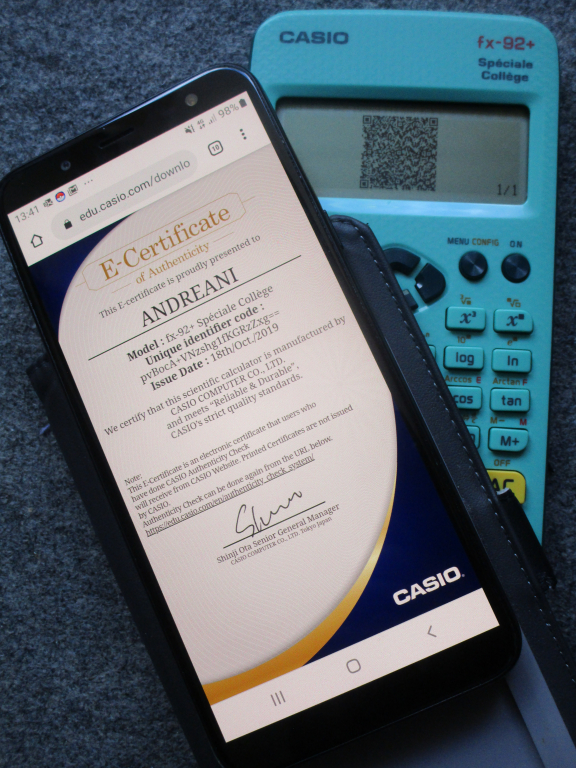 CASIO
fx-92+
Spéciale
Collège
1/1
MENU CONFIG ON
log
ln
Arccos E
Arctan F
cos
tan
M- M
M+
OFF
AC
13:41
98%
edu.casio.com/downlo
10
E-Certificate
of Authenticity
This E-certificate is proudly presented to
ANDREANI
Model : fx-92+ Spéciale Collège
Unique identifier code :
pvBocA+VNzshg1fKGRzZxg==
Issue Date : 18th/Oct./2019
We certify that this scientific calculator is manufactured by
CASIO COMPUTER CO., LTD.
and meets "Reliable & Durable",
CASIO's strict quality standards.
Note:
This E-Certificate is an electronic certificate that users who
have done CASIO Authenticity Check
will receive from CASIO Website. Printed Certificates are not issued
by CASIO.
Authenticity Check can be done again from the URL below.
https://edu.casio.com/en/authenticity_check_system/
Shinji Ota Senior General Manager
CASIO COMPUTER CO., LTD. Tokyo Japan
CASIO